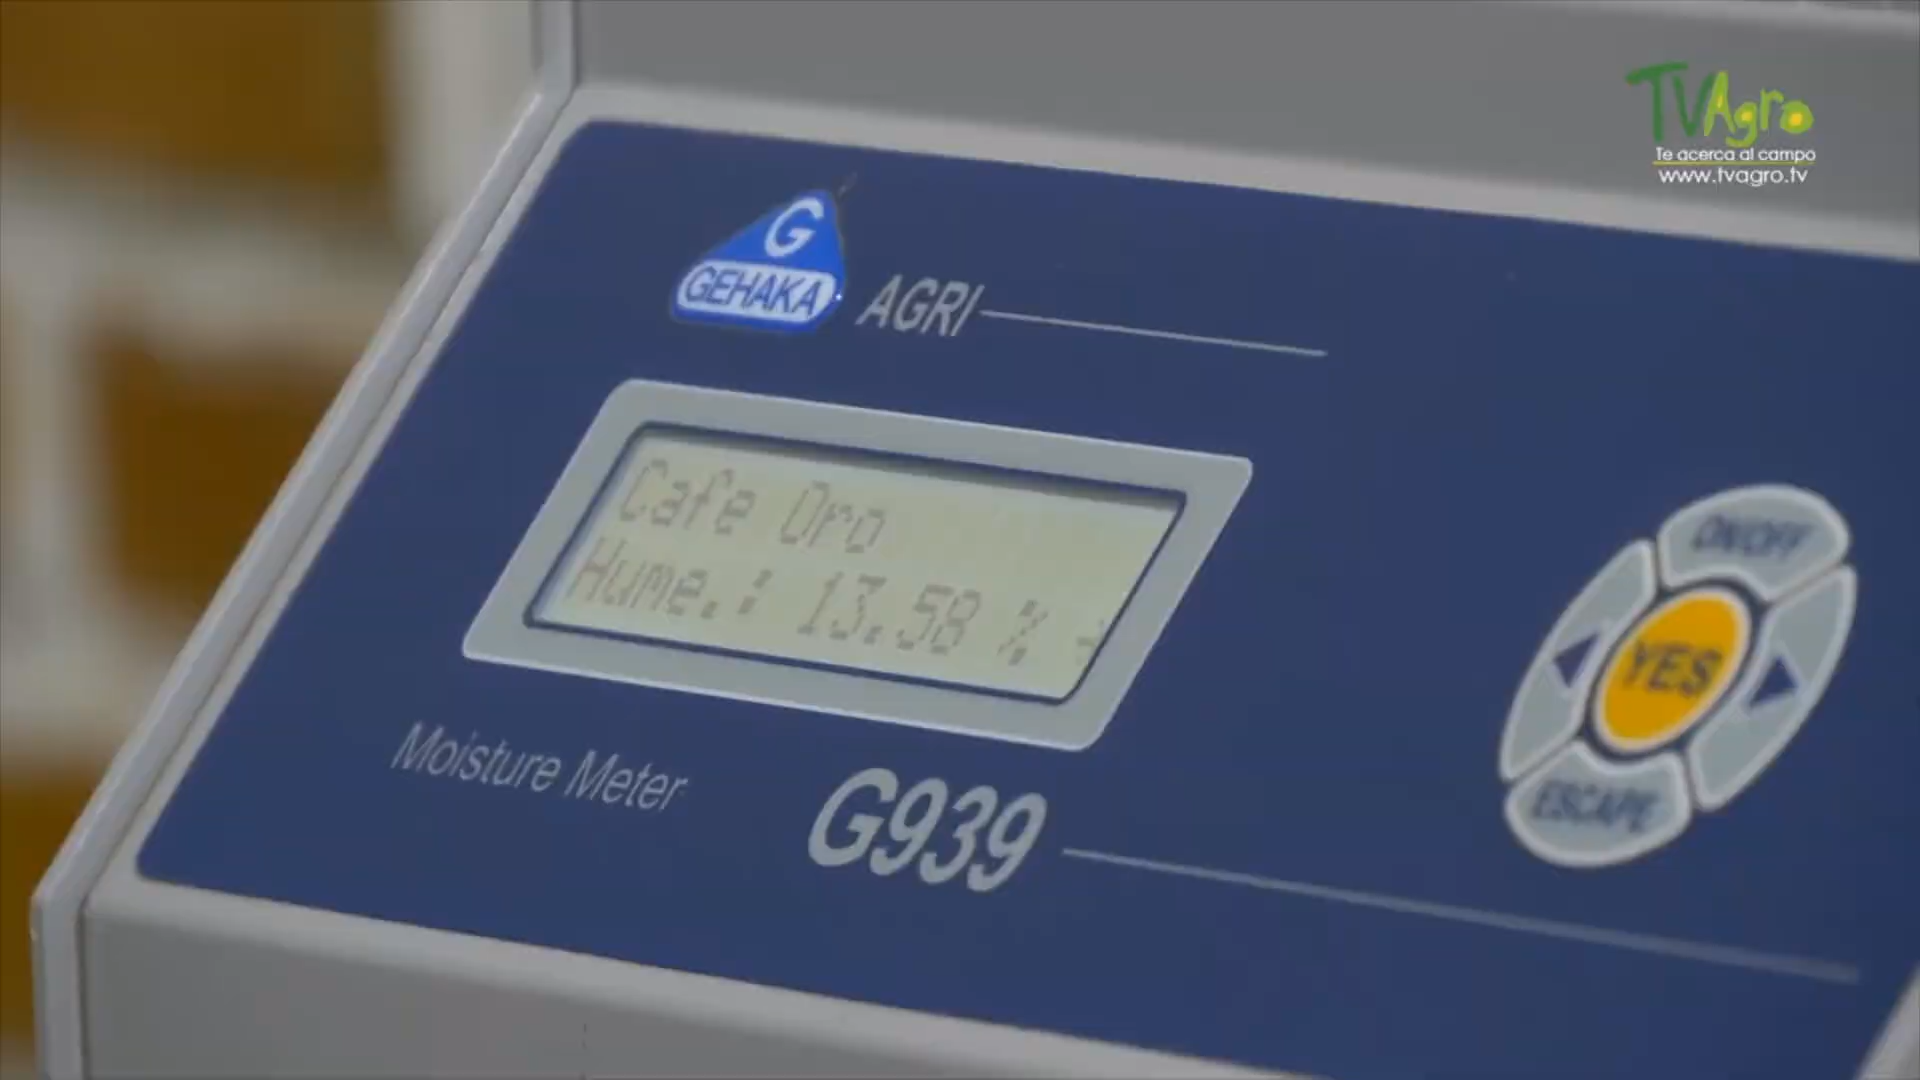 TVAgro
Te acerca al campo
www.tvagro.tv
G
GEHAKA
AGRI
Cafe Oro
Hume.: 13.58 %
ON/OFF
YES
ESCAPE
Moisture Meter
G939